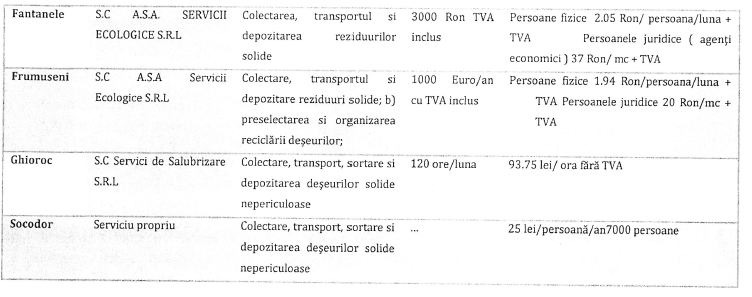 Fantanele S.C A.S.A. SERVICII Colectarea, transportul si 3000 Ron TVA Persoane fizice 2.05 Ron/ persoana/luna +
ECOLOGICE S.R.L depozitarea reziduurilor inclus TVA Persoanele juridice ( agenți
solide economici ) 37 Ron/ mc + TVA
Frumuseni S.C A.S.A Servicii Colectare, transportul si 1000 Euro/an Persoane fizice 1.94 Ron/persoana/luna +
Ecologice S.R.L depozitare reziduuri solide; b) cu TVA inclus TVA Persoanele juridice 20 Ron/mc +
preselectarea si organizarea TVA
reciclării deșeurilor;
Ghioroc S.C Servici de Salubrizare Colectare, transport, sortare si 120 ore/luna 93.75 lei/ ora fără TVA
S.R.L depozitarea deșeurilor solide
nepericuloase
Socodor Serviciu propriu Colectare, transport, sortare si ... 25 lei/persoană/an7000 persoane
depozitarea deșeurilor solide
nepericuloase